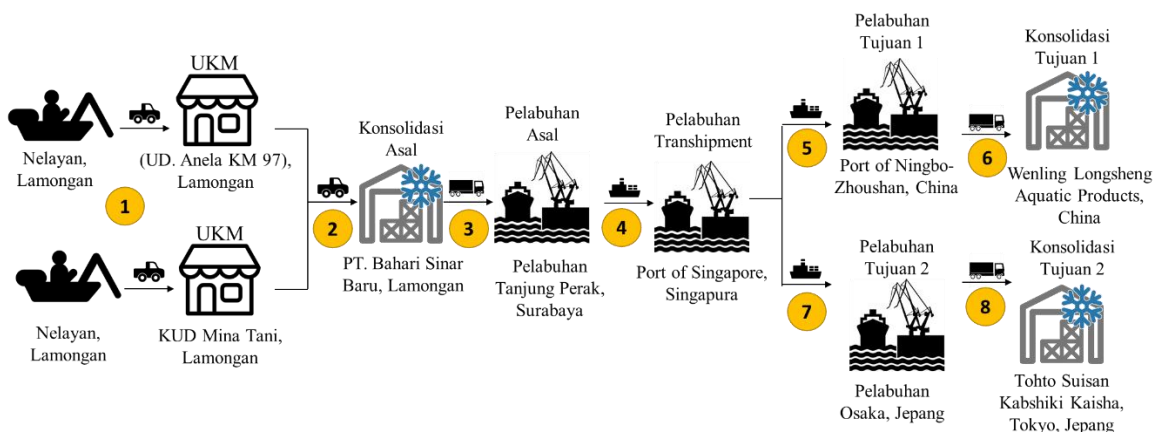 UKM
Nelayan,
Lamongan
(UD. Anela KM 97),
Lamongan
1
UKM
Nelayan,
Lamongan
KUD Mina Tani,
Lamongan
2
Konsolidasi
Asal
PT. Bahari Sinar
Baru, Lamongan
3
Pelabuhan
Asal
Pelabuhan
Tanjung Perak,
Surabaya
4
Pelabuhan
Transhipment
Port of Singapore,
Singapura
5
Pelabuhan
Tujuan 1
Port of Ningbo-
Zhoushan, China
6
Konsolidasi
Tujuan 1
Wenling Longsheng
Aquatic Products,
China
7
Pelabuhan
Tujuan 2
Pelabuhan
Osaka, Jepang
8
Konsolidasi
Tujuan 2
Tohto Suisan
Kabshiki Kaisha,
Tokyo, Jepang